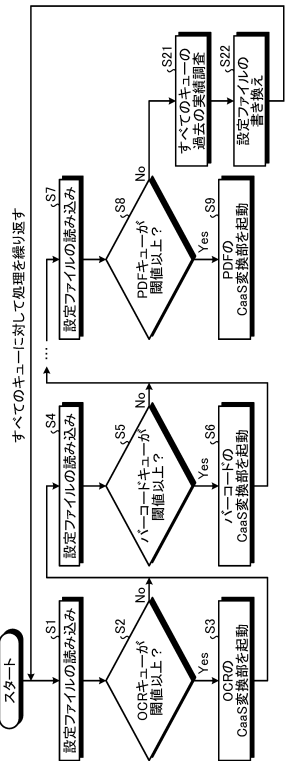 すべてのキューに対して処理を繰り返す
スタート
S1
設定ファイルの読み込み
S2
OCRキューが
閾値以上?
No
Yes
S3
OCRの
CaaS変換部を起動
S4
設定ファイルの読み込み
S5
バーコードキューが
閾値以上?
No
Yes
S6
バーコードの
CaaS変換部を起動
…
S7
設定ファイルの読み込み
S8
PDFキューが
閾値以上?
No
Yes
S9
PDFの
CaaS変換部を起動
S21
すべてのキューの
過去の実績調査
S22
設定ファイルの
書き換え